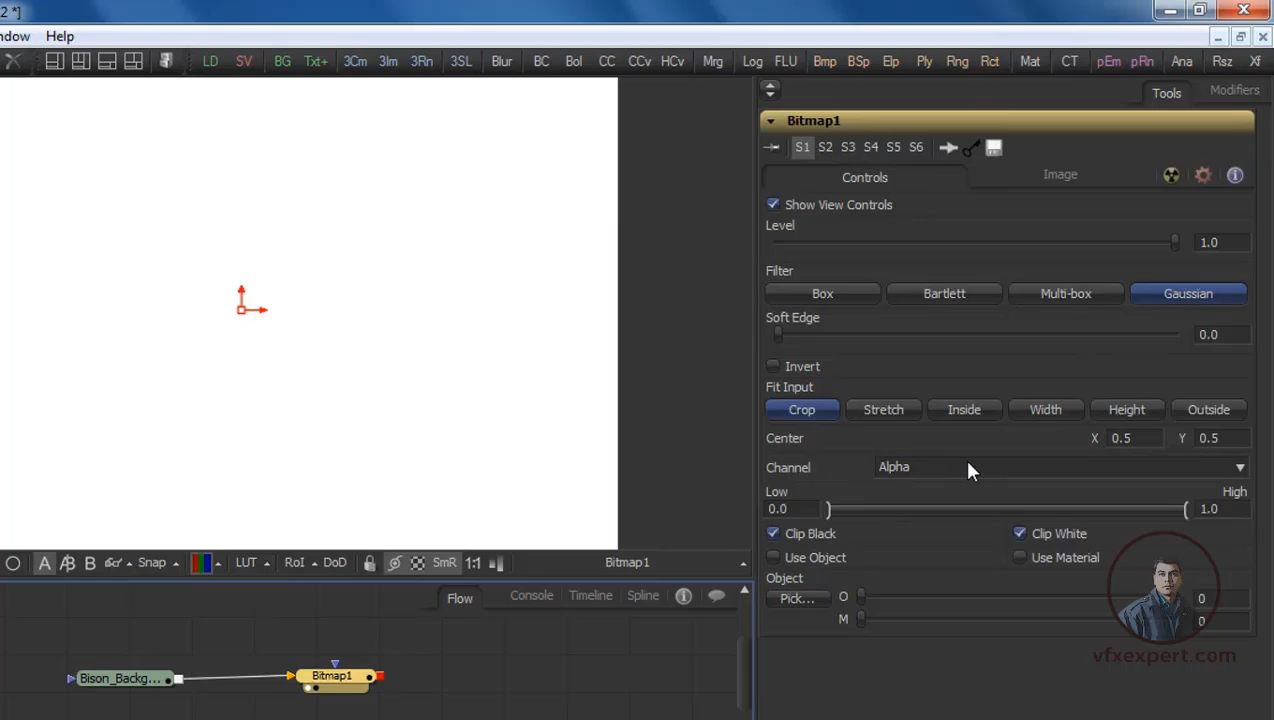 2 *]
ndow Help
LD SV BG Txt+ 3Cm 3Im 3Rn 3SL Blur BC Bol CC CCv HCv Mrg Log FLU Bmp BSp Elp Ply Rng Rct Mat CT pEm pRn Ana Rsz Xf
Tools Modifiers
Bitmap1
S1 S2 S3 S4 S5 S6
Controls Image
Show View Controls
Level
1.0
Filter
Box Bartlett Multi-box Gaussian
Soft Edge
0.0
Invert
Fit Input
Crop Stretch Inside Width Height Outside
Center X 0.5 Y 0.5
Channel Alpha
Low High
0.0 1.0
Clip Black Clip White
Use Object Use Material
Object
Pick... O 0
M 0
vfxexpert.com
A B B Snap LUT RoI DoD SmR 1:1 Bitmap1
Flow Console Timeline Spline
Bison_Backg... Bitmap1